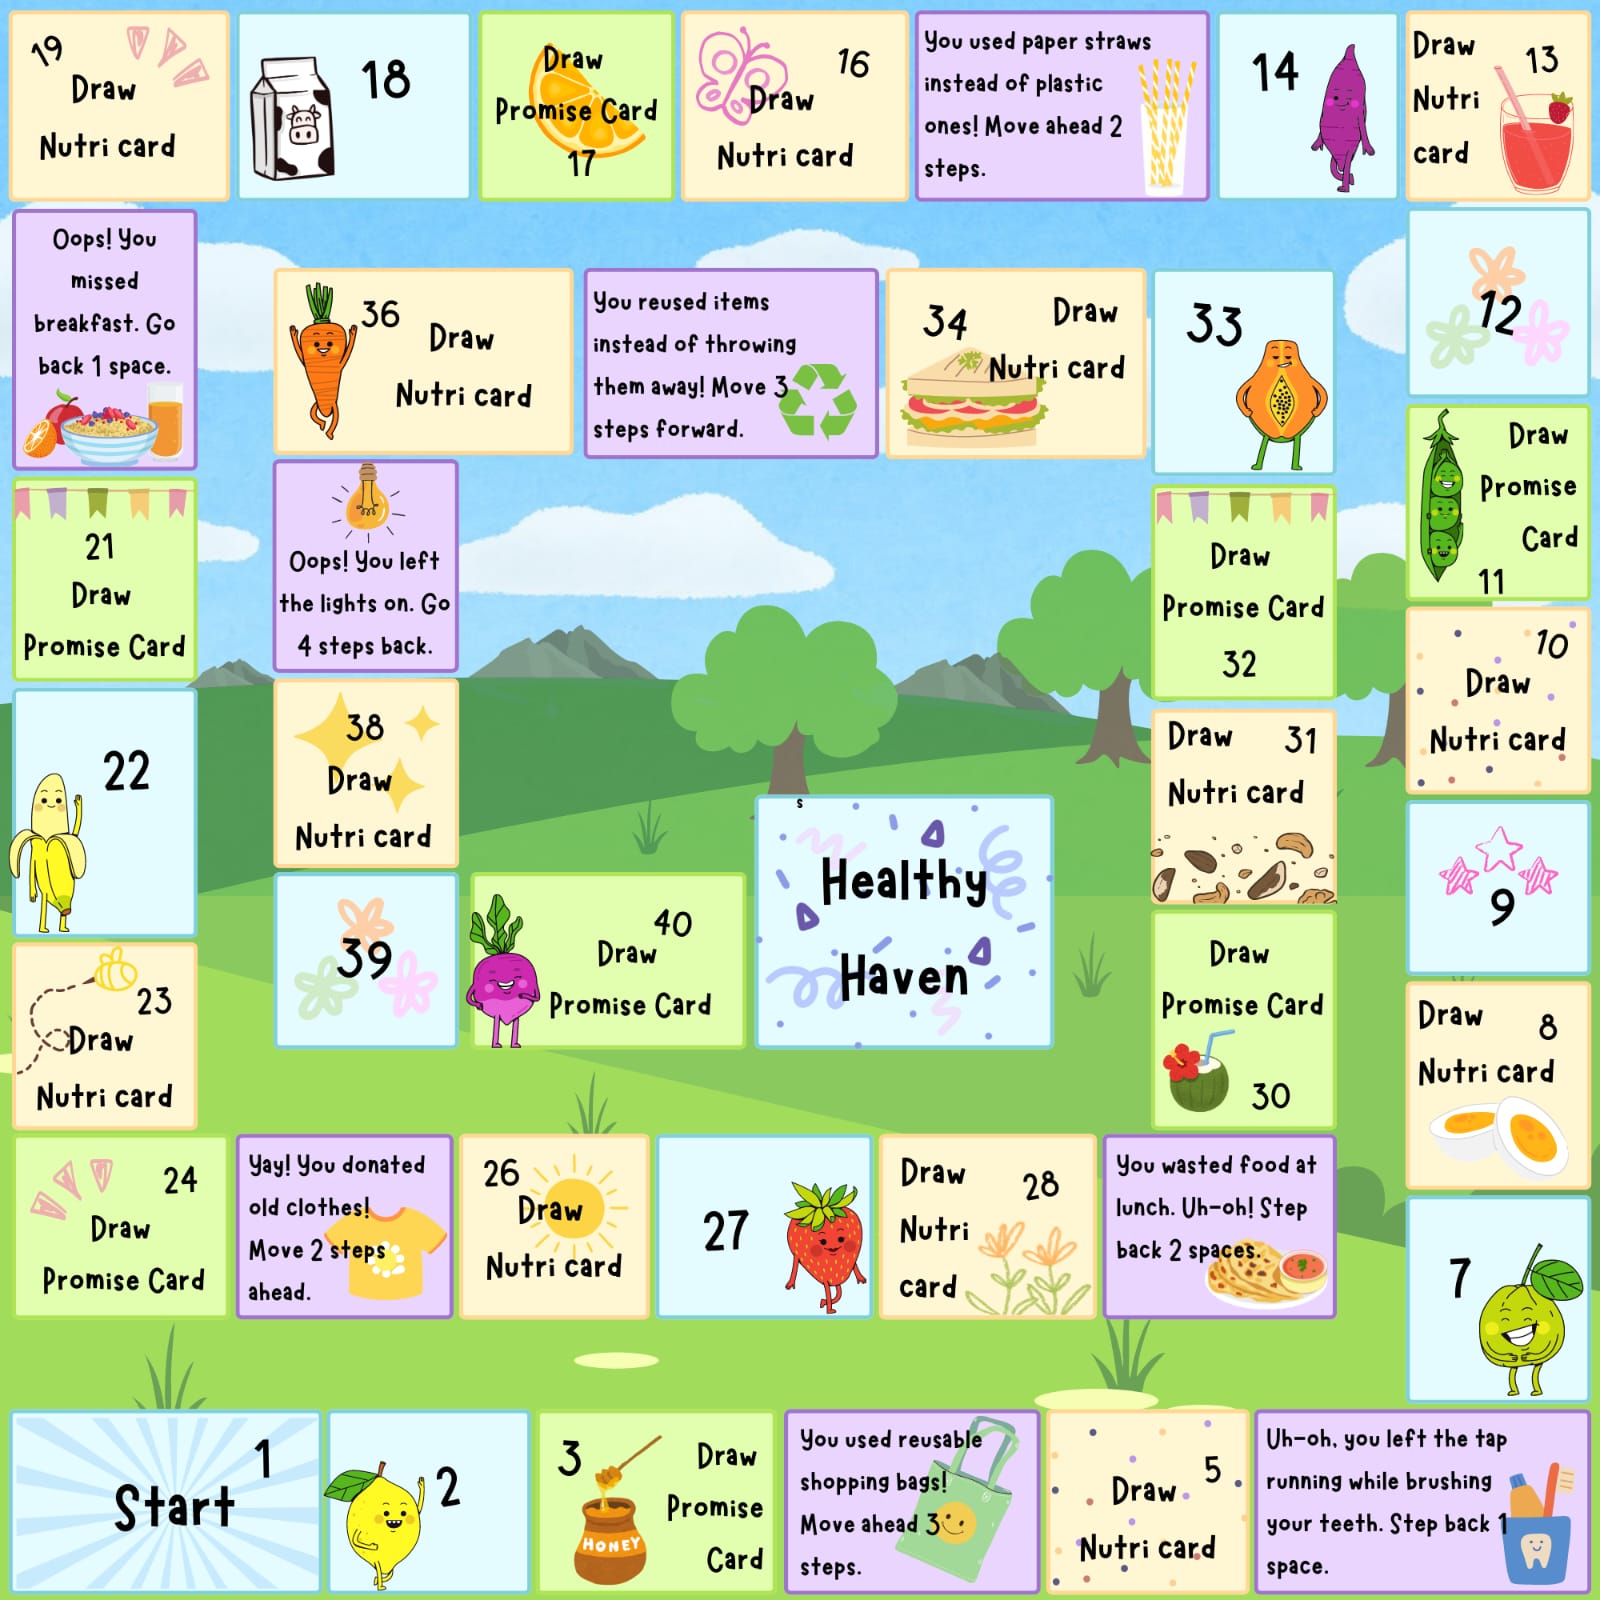 19
Draw
Nutri card
18
Draw
Promise Card
17
16
Draw
Nutri card
You used paper straws
instead of plastic
ones! Move ahead 2
steps.
14
Draw
13
Nutri
card
Oops! You
missed
breakfast. Go
back 1 space.
36
Draw
Nutri card
You reused items
instead of throwing
them away! Move 3
steps forward.
34
Draw
Nutri card
33
12
21
Draw
Promise Card
Oops! You left
the lights on. Go
4 steps back.
Draw
Promise Card
32
Draw
Promise
Card
11
22
38
Draw
Nutri card
Draw
31
Nutri card
10
Draw
Nutri card
s
Healthy
Haven
9
23
Draw
Nutri card
39
40
Draw
Promise Card
Draw
Promise Card
30
Draw
8
Nutri card
24
Draw
Promise Card
Yay! You donated
old clothes!
Move 2 steps
ahead.
26
Draw
Nutri card
27
Draw
28
Nutri
card
You wasted food at
lunch. Uh-oh! Step
back 2 spaces.
7
1
Start
2
3
Draw
Promise
Card
HONEY
You used reusable
shopping bags!
Move ahead 3
steps.
5
Draw
Nutri card
Uh-oh, you left the tap
running while brushing
your teeth. Step back 1
space.